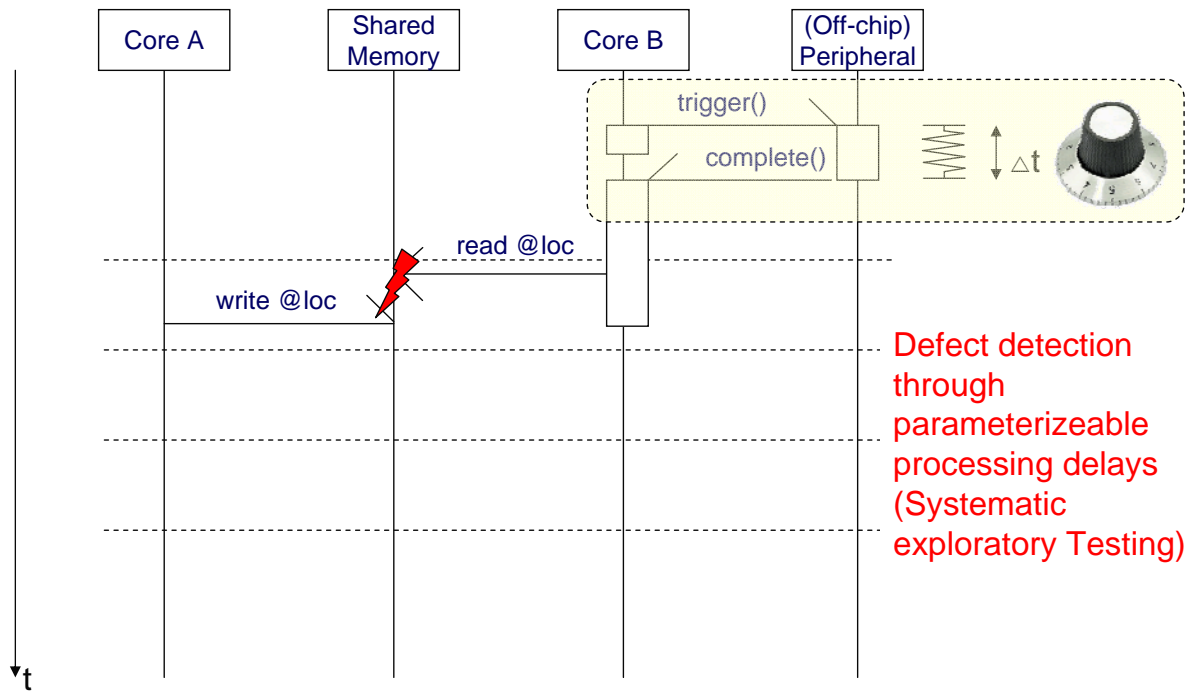 Core A
Shared
Memory
Core B
(Off-chip)
Peripheral
trigger()
complete()
△t
read @loc
write @loc
Defect detection
through
parameterizeable
processing delays
(Systematic
exploratory Testing)
t